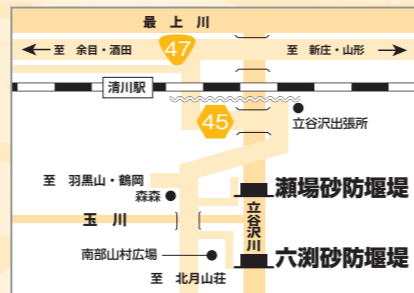 最上川
至 余目・酒田
47
至 新庄・山形
清川駅
45
立谷沢出張所
至 羽黒山・鶴岡
森森
瀬場砂防堰堤
玉川
立谷沢川
南部山村広場
六渕砂防堰堤
至 北月山荘